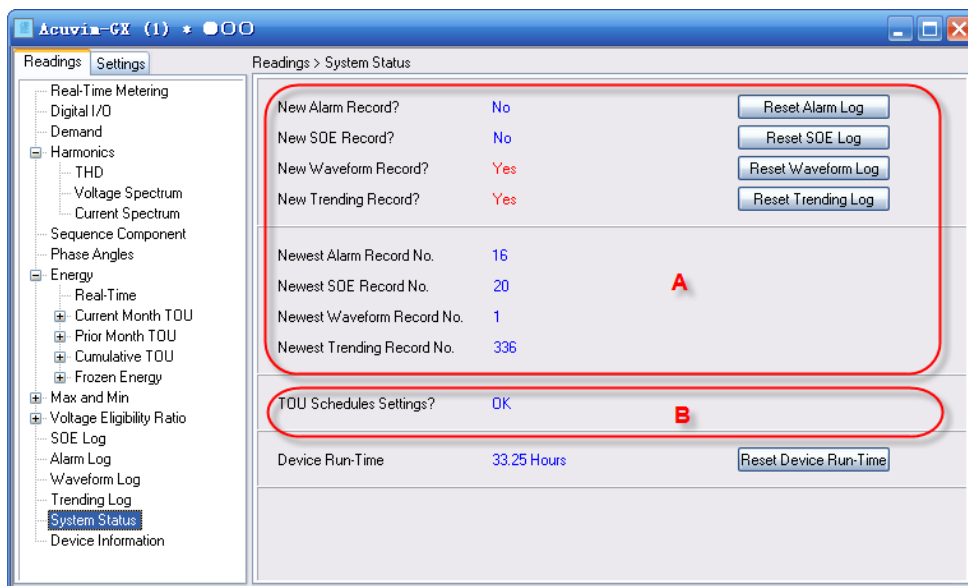 Acuvim-GX (1) *
Readings Settings
Readings > System Status
Real-Time Metering
Digital I/O
Demand
Harmonics
THD
Voltage Spectrum
Current Spectrum
Sequence Component
Phase Angles
Energy
Real-Time
Current Month TOU
Prior Month TOU
Cumulative TOU
Frozen Energy
Max and Min
Voltage Eligibility Ratio
SOE Log
Alarm Log
Waveform Log
Trending Log
System Status
Device Information
New Alarm Record? No Reset Alarm Log
New SOE Record? No Reset SOE Log
New Waveform Record? Yes Reset Waveform Log
New Trending Record? Yes Reset Trending Log
Newest Alarm Record No. 16
Newest SOE Record No. 20
A
Newest Waveform Record No. 1
Newest Trending Record No. 336
TOU Schedules Settings? OK
B
Device Run-Time 33.25 Hours Reset Device Run-Time